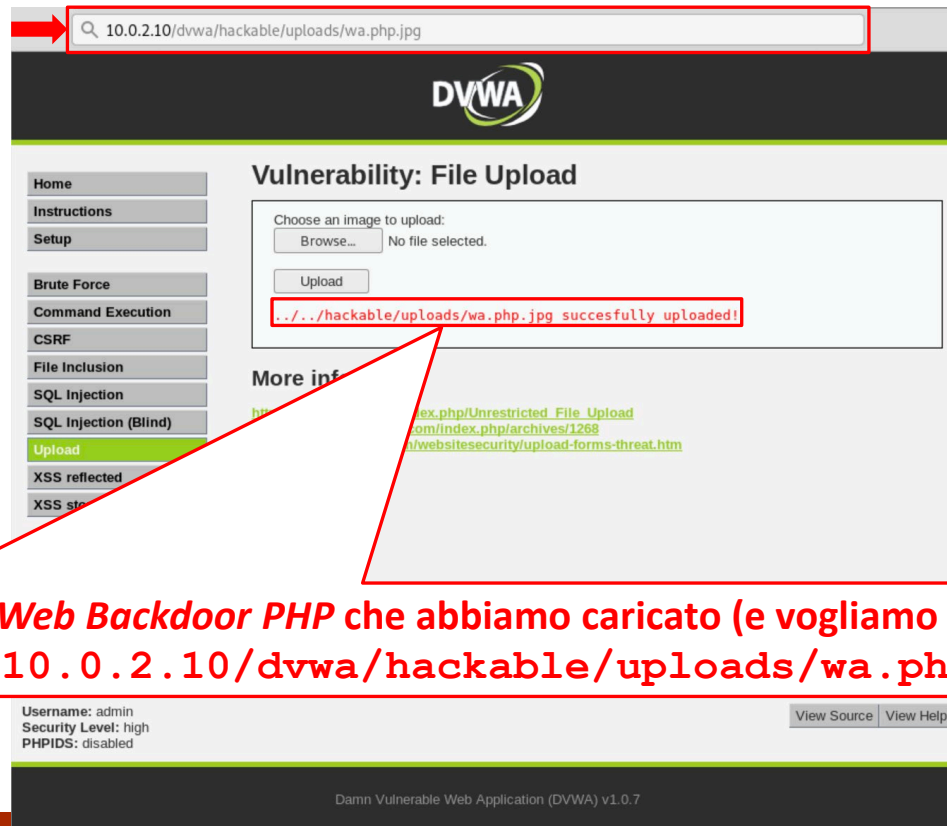 10.0.2.10/dvwa/hackable/uploads/wa.php.jpg
DVWA
Home
Instructions
Setup
Brute Force
Command Execution
CSRF
File Inclusion
SQL Injection
SQL Injection (Blind)
Upload
XSS reflected
XSS
Vulnerability: File Upload
Choose an image to upload:
Browse... No file selected.
Upload
../../hackable/uploads/wa.php.jpg succesfully uploaded!
More
ex.php/Unrestricted_File_Upload
com/index.php/archives/1268
/websitesecurity/upload-forms-threat.htm
Web Backdoor PHP che abbiamo caricato (e vogliamo
10.0.2.10/dvwa/hackable/uploads/wa.ph
Username: admin
Security Level: high
PHPIDS: disabled
View Source View Help
Damn Vulnerable Web Application (DVWA) v1.0.7